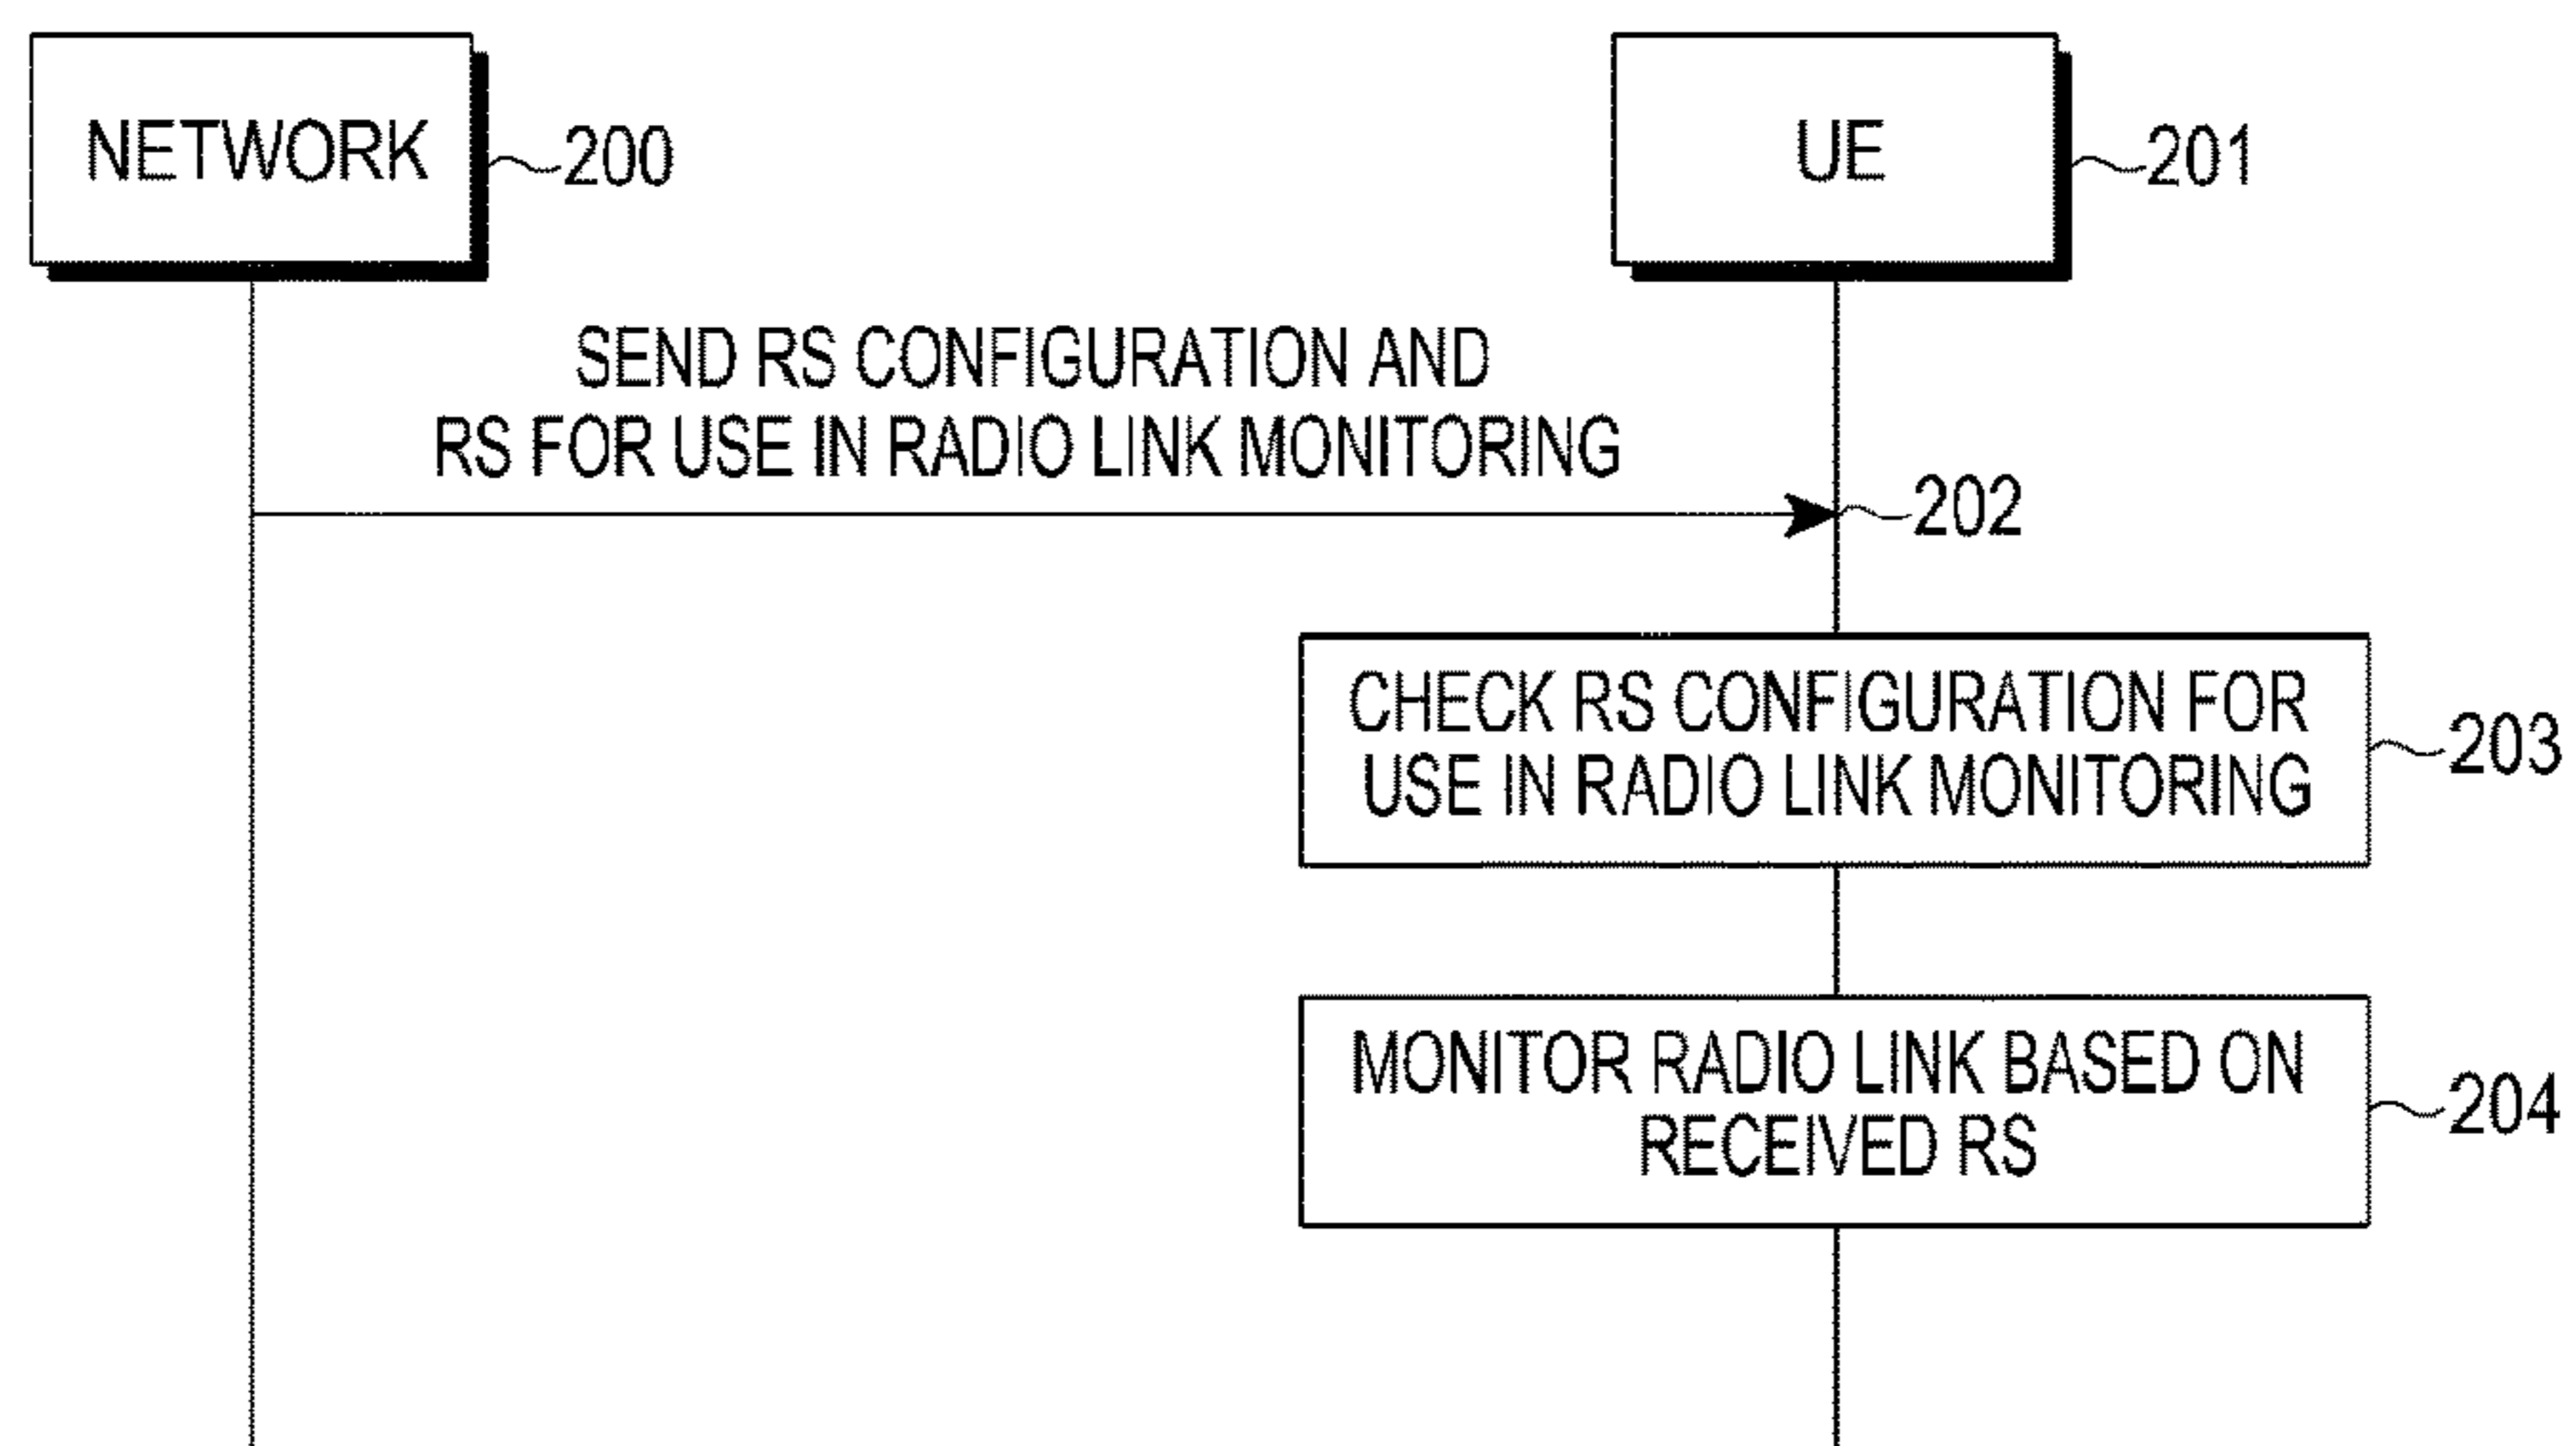 NETWORK
200
UE
201
SEND RS CONFIGURATION AND
RS FOR USE IN RADIO LINK MONITORING
202
CHECK RS CONFIGURATION FOR
USE IN RADIO LINK MONITORING
203
MONITOR RADIO LINK BASED ON
RECEIVED RS
204